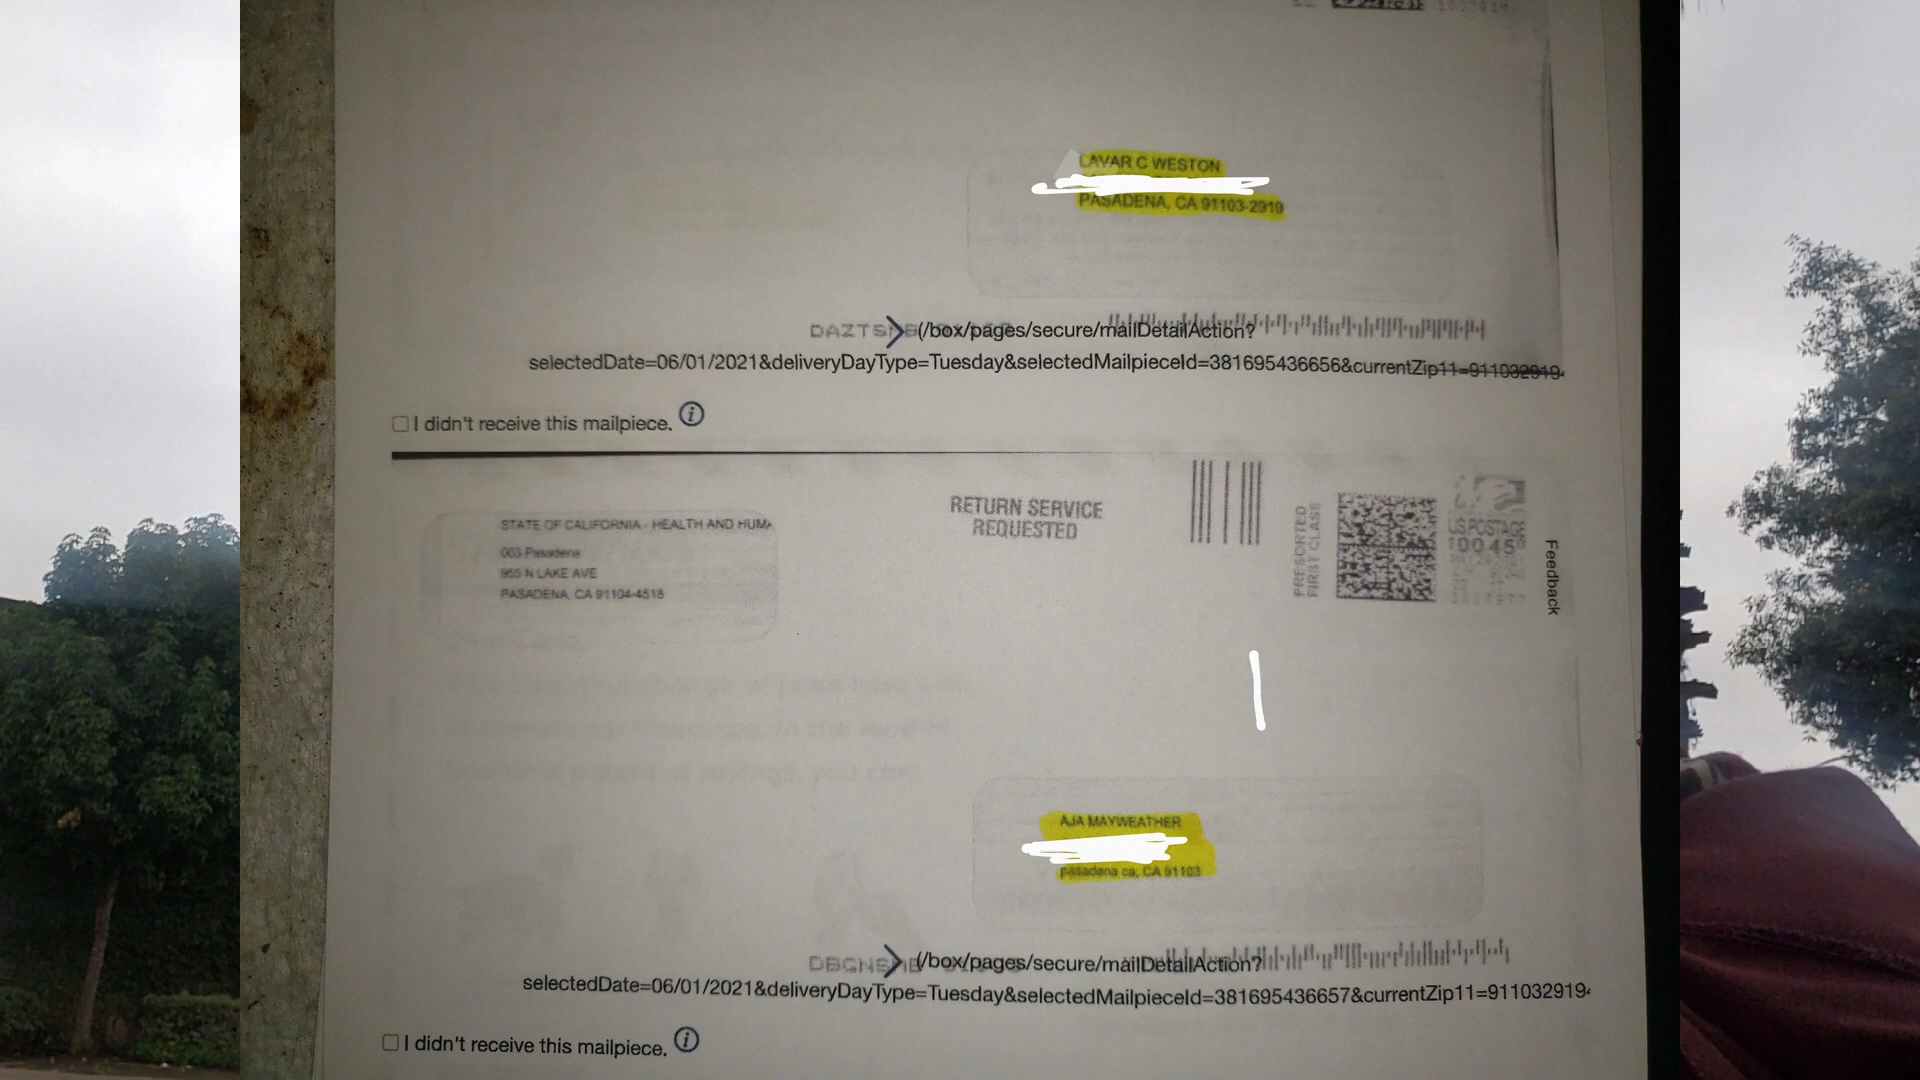 LAVAR C WESTON
PASADENA, CA 91103-2919
(/box/pages/secure/mailDetailAction?
selectedDate=06/01/2021&deliveryDayType=Tuesday&selectedMailpieceId=381695436656&currentZip11=911032919
I didn't receive this mailpiece.
RETURN SERVICE
REQUESTED
PRESORTED
FIRST CLASS
US POSTAGE
STATE OF CALIFORNIA - HEALTH AND HUMA
003 Pasadena
955 N LAKE AVE
PASADENA, CA 91104-4518
Feedback
AJA MAYWEATHER
pasadena ca, CA 91103
(/box/pages/secure/mailDetailAction?
selectedDate=06/01/2021&deliveryDayType=Tuesday&selectedMailpieceId=381695436657&currentZip11=911032919
I didn't receive this mailpiece.